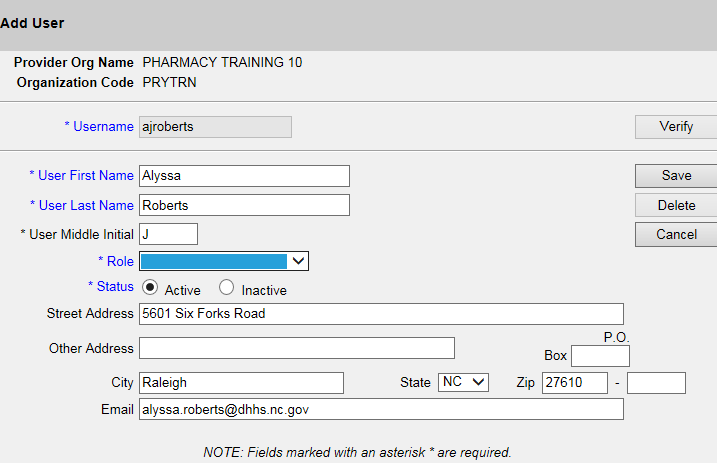 Add User
Provider Org Name PHARMACY TRAINING 10
Organization Code PRYTRN
* Username ajroberts Verify
* User First Name Alyssa Save
* User Last Name Roberts Delete
* User Middle Initial J Cancel
* Role
* Status Active Inactive
Street Address 5601 Six Forks Road
Other Address P.O. Box
City Raleigh State NC Zip 27610 -
Email alyssa.roberts@dhhs.nc.gov
NOTE: Fields marked with an asterisk * are required.